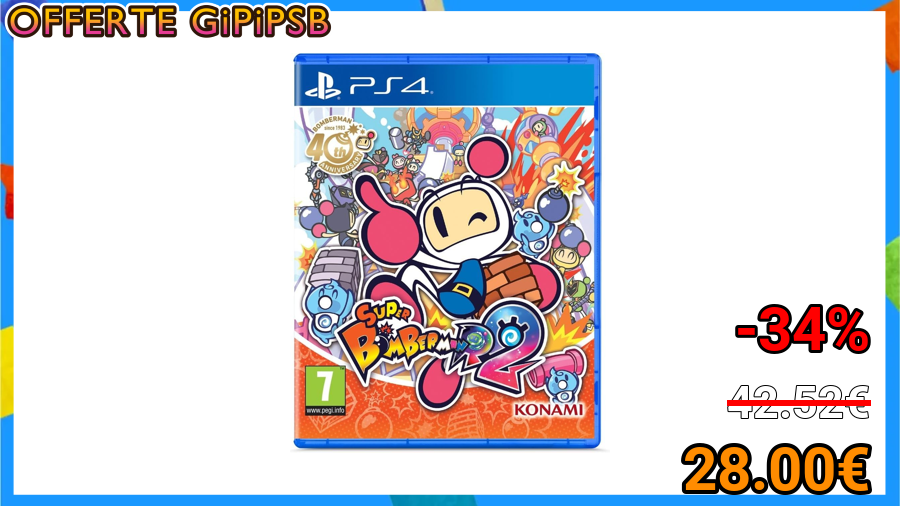 OFFERTE GiPiPSB
PS4
BOMBERMAN
since 1983
40th
ANNIVERSARY
SUPER
BOMBERMAN R 2
7
www.pegi.info
KONAMI
-34%
42.52€
28.00€